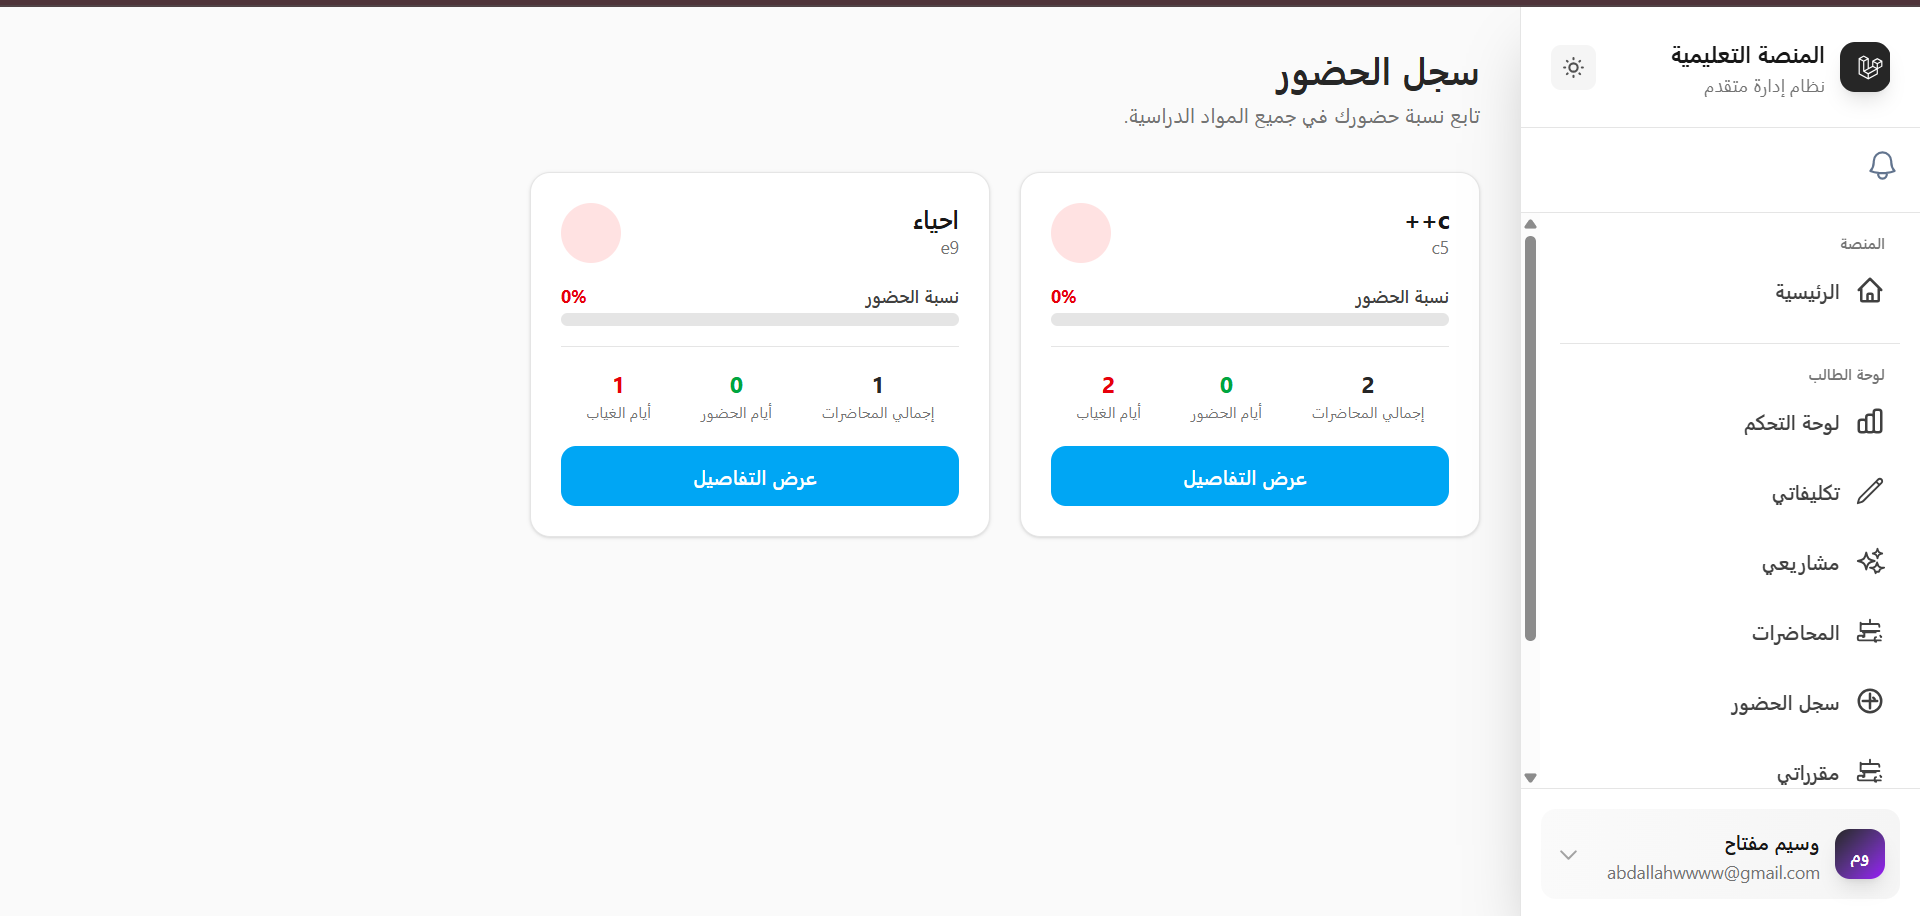 المنصة التعليمية
نظام إدارة متقدم
المنصة
الرئيسية
لوحة الطالب
لوحة التحكم
تكليفاتي
مشاريعي
المحاضرات
سجل الحضور
مقرراتي
وم
وسيم مفتاح
abdallahwwww@gmail.com
سجل الحضور
تابع نسبة حضورك في جميع المواد الدراسية.
c++
c5
نسبة الحضور
0%
2
إجمالي المحاضرات
0
أيام الحضور
2
أيام الغياب
عرض التفاصيل
احياء
e9
نسبة الحضور
0%
1
إجمالي المحاضرات
0
أيام الحضور
1
أيام الغياب
عرض التفاصيل